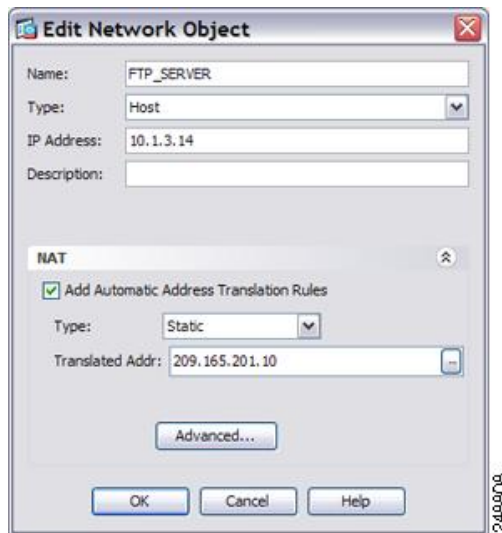 Edit Network Object
Name: FTP_SERVER
Type: Host
IP Address: 10.1.3.14
Description:
NAT
Add Automatic Address Translation Rules
Type: Static
Translated Addr: 209.165.201.10 ...
Advanced...
OK Cancel Help
248808